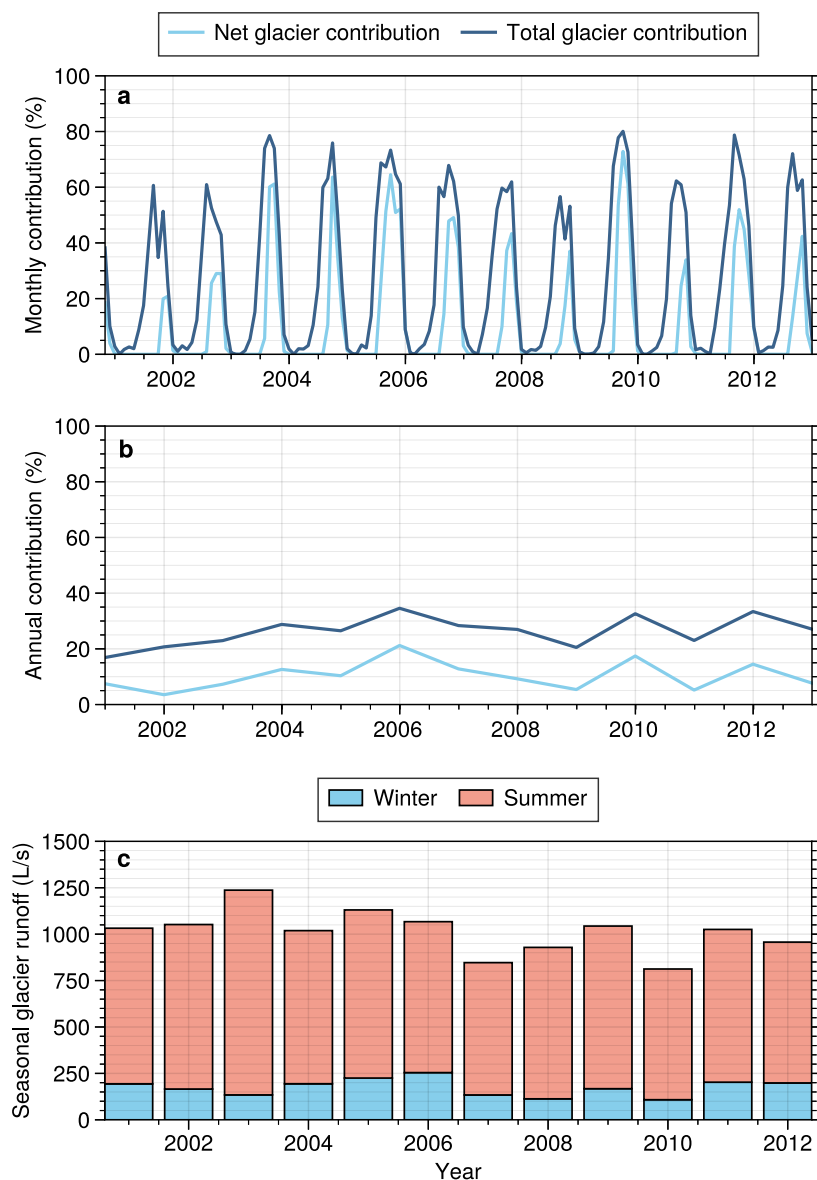 Net glacier contribution Total glacier contribution
a
Monthly contribution (%)
100
80
60
40
20
0
2002 2004 2006 2008 2010 2012
b
Annual contribution (%)
100
80
60
40
20
0
2002 2004 2006 2008 2010 2012
Winter Summer
c
Seasonal glacier runoff (L/s)
1500
1250
1000
750
500
250
0
2002 2004 2006 2008 2010 2012
Year